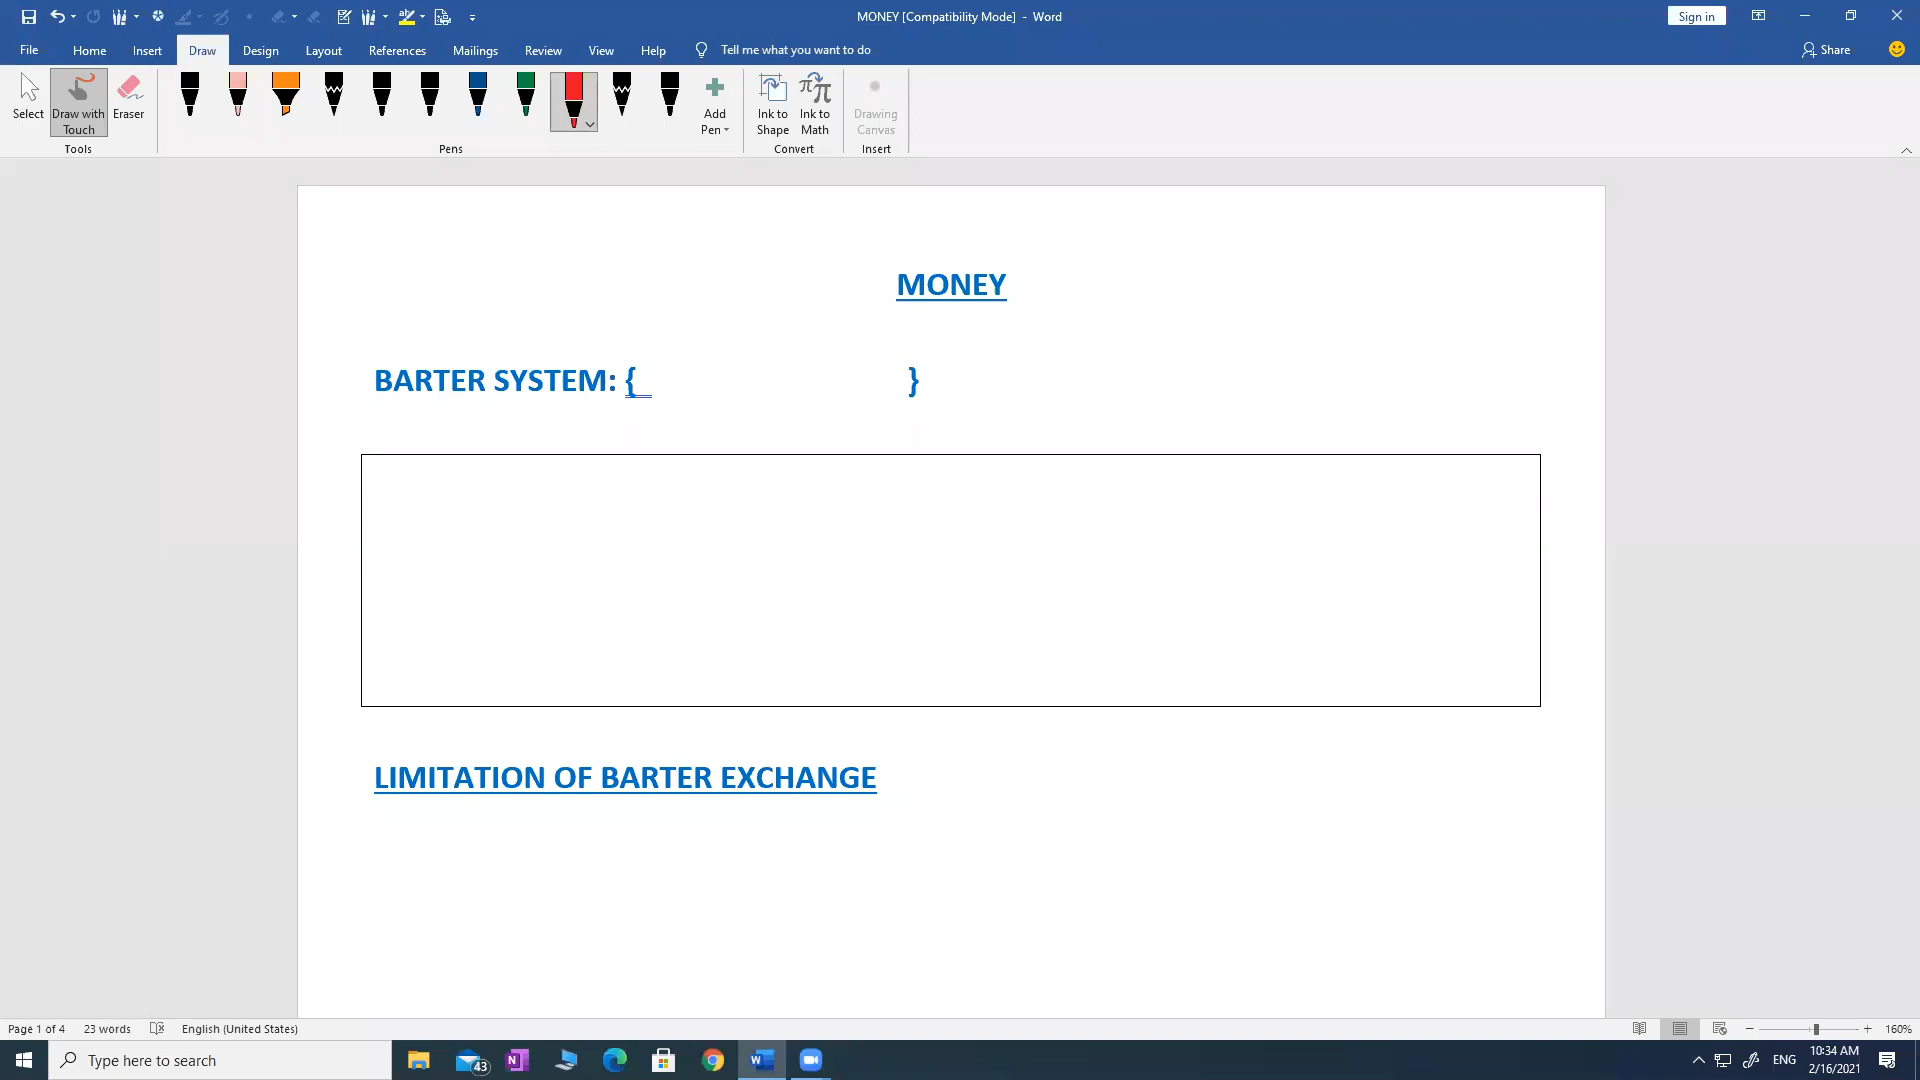 MONEY [Compatibility Mode] - Word
Sign in
File Home Insert Draw Design Layout References Mailings Review View Help Tell me what you want to do
Share
Select Draw with Touch Eraser Add Pen Ink to Shape Ink to Math Drawing Canvas
Tools Pens Convert Insert
MONEY
BARTER SYSTEM: { }
LIMITATION OF BARTER EXCHANGE
Page 1 of 4 23 words English (United States) 160%
Type here to search 43 ENG 10:34 AM
2/16/2021